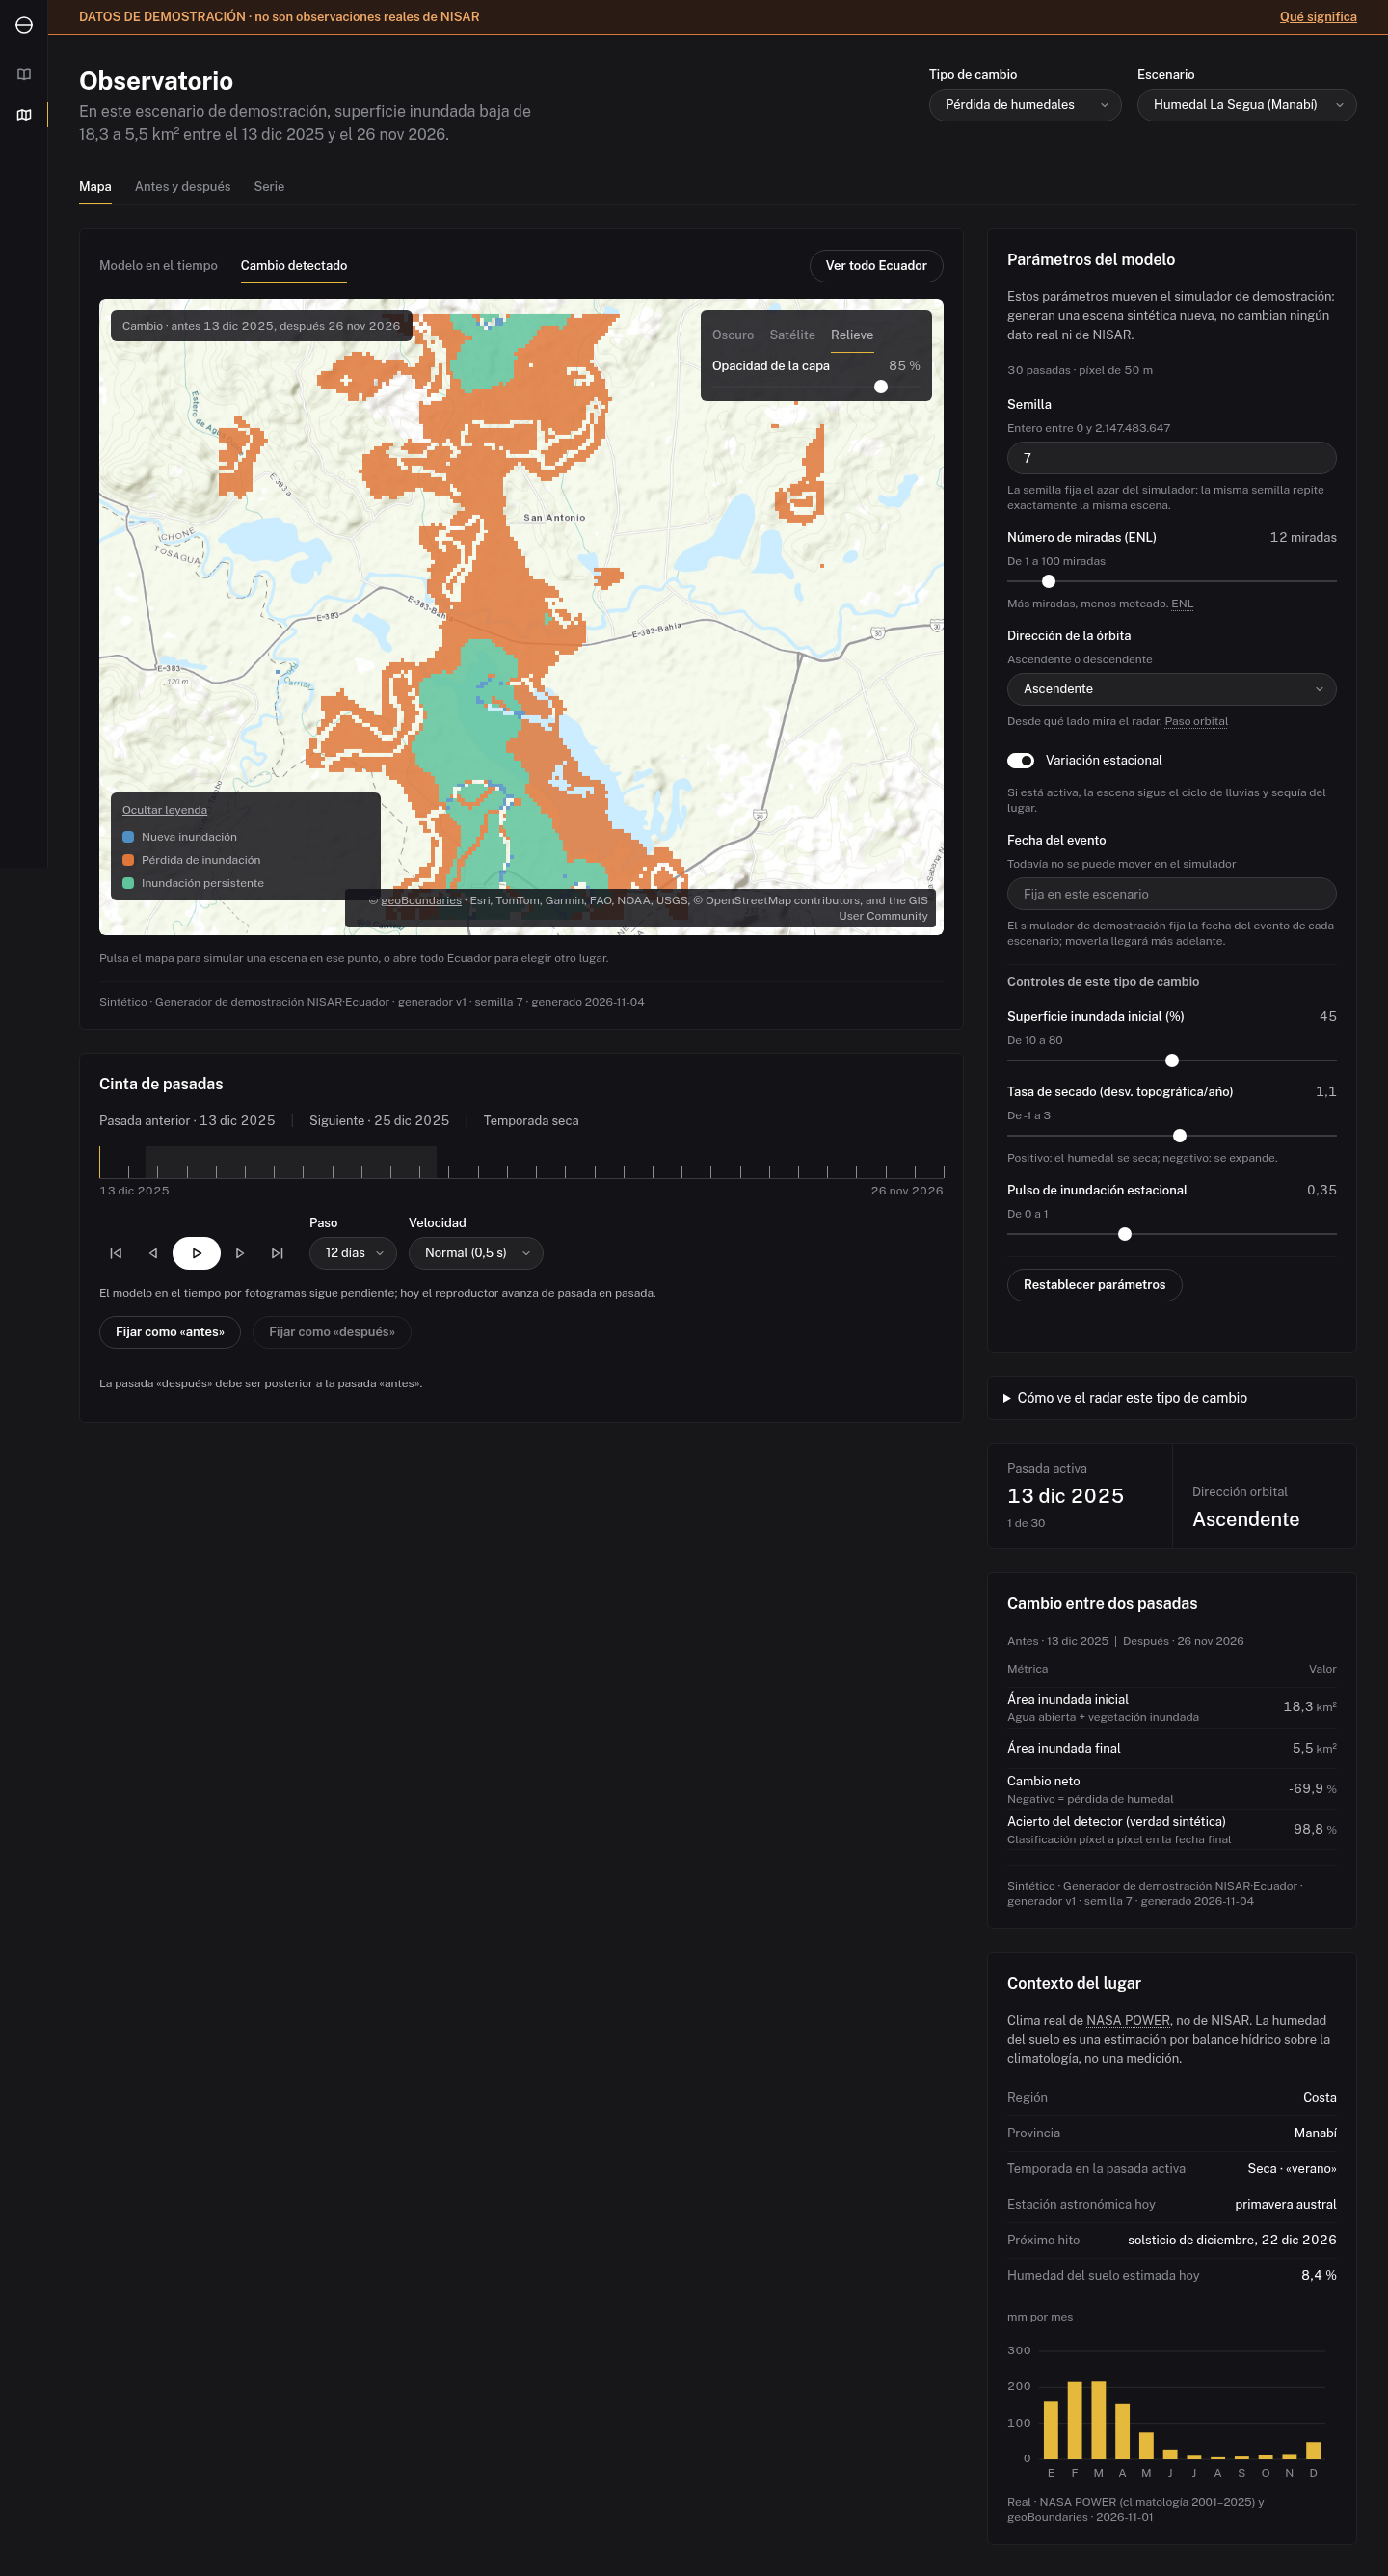 DATOS DE DEMOSTRACIÓN · no son observaciones reales de NISAR
Qué significa
Observatorio
En este escenario de demostración, superficie inundada baja de
18,3 a 5,5 km² entre el 13 dic 2025 y el 26 nov 2026.
Tipo de cambio
Pérdida de humedales
Escenario
Humedal La Segua (Manabí)
Mapa
Antes y después
Serie
Modelo en el tiempo
Cambio detectado
Ver todo Ecuador
Cambio · antes 13 dic 2025, después 26 nov 2026
Oscuro
Satélite
Relieve
Opacidad de la capa
85 %
Estero
E 383 a
San Antonio
CHONE
TOSAGUA
E-383-Bahía
E-383
E-383-Bahía
30
30
E-383
120 m
30
Ocultar leyenda
Nueva inundación
Pérdida de inundación
Inundación persistente
© geoBoundaries · Esri, TomTom, Garmin, FAO, NOAA, USGS, © OpenStreetMap contributors, and the GIS
User Community
Pulsa el mapa para simular una escena en ese punto, o abre todo Ecuador para elegir otro lugar.
Sintético · Generador de demostración NISAR·Ecuador · generador v1 · semilla 7 · generado 2026-11-04
Cinta de pasadas
Pasada anterior · 13 dic 2025
Siguiente · 25 dic 2025
Temporada seca
13 dic 2025
26 nov 2026
Paso
12 días
Velocidad
Normal (0,5 s)
El modelo en el tiempo por fotogramas sigue pendiente; hoy el reproductor avanza de pasada en pasada.
Fijar como «antes»
Fijar como «después»
La pasada «después» debe ser posterior a la pasada «antes».
Parámetros del modelo
Estos parámetros mueven el simulador de demostración:
generan una escena sintética nueva, no cambian ningún
dato real ni de NISAR.
30 pasadas · píxel de 50 m
Semilla
Entero entre 0 y 2.147.483.647
7
La semilla fija el azar del simulador: la misma semilla repite
exactamente la misma escena.
Número de miradas (ENL)
12 miradas
De 1 a 100 miradas
Más miradas, menos moteado. ENL
Dirección de la órbita
Ascendente o descendente
Ascendente
Desde qué lado mira el radar. Paso orbital
Variación estacional
Si está activa, la escena sigue el ciclo de lluvias y sequía del
lugar.
Fecha del evento
Todavía no se puede mover en el simulador
Fija en este escenario
El simulador de demostración fija la fecha del evento de cada
escenario; moverla llegará más adelante.
Controles de este tipo de cambio
Superficie inundada inicial (%)
45
De 10 a 80
Tasa de secado (desv. topográfica/año)
1,1
De -1 a 3
Positivo: el humedal se seca; negativo: se expande.
Pulso de inundación estacional
0,35
De 0 a 1
Restablecer parámetros
Cómo ve el radar este tipo de cambio
Pasada activa
13 dic 2025
1 de 30
Dirección orbital
Ascendente
Cambio entre dos pasadas
Antes · 13 dic 2025 | Después · 26 nov 2026
Métrica
Valor
Área inundada inicial
Agua abierta + vegetación inundada
18,3 km²
Área inundada final
5,5 km²
Cambio neto
Negativo = pérdida de humedal
-69,9 %
Acierto del detector (verdad sintética)
Clasificación píxel a píxel en la fecha final
98,8 %
Sintético · Generador de demostración NISAR·Ecuador ·
generador v1 · semilla 7 · generado 2026-11-04
Contexto del lugar
Clima real de NASA POWER, no de NISAR. La humedad
del suelo es una estimación por balance hídrico sobre la
climatología, no una medición.
Región
Costa
Provincia
Manabí
Temporada en la pasada activa
Seca · «verano»
Estación astronómica hoy
primavera austral
Próximo hito
solsticio de diciembre, 22 dic 2026
Humedad del suelo estimada hoy
8,4 %
mm por mes
300
200
100
0
E F M A M J J A S O N D
Real · NASA POWER (climatología 2001–2025) y
geoBoundaries · 2026-11-01